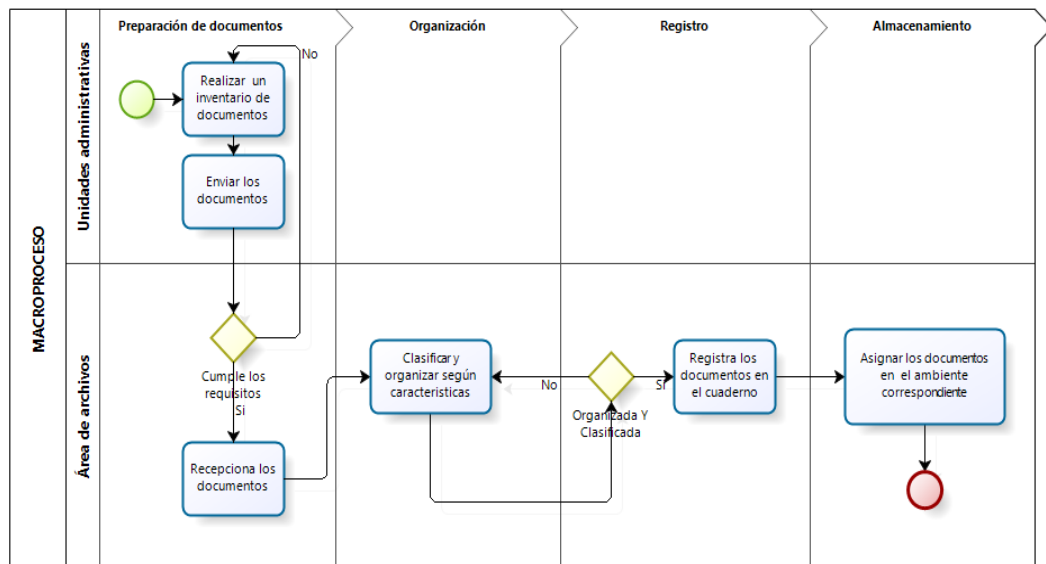 Preparación de documentos
Organización
Registro
Almacenamiento
MACROPROCESO
Unidades administrativas
No
Realizar un
inventario de
documentos
Enviar los
documentos
Área de archivos
Cumple los
requisitos
Si
Recepciona los
documentos
Clasificar y
organizar según
caracteristicas
No
Organizada Y
Clasificada
Si
Registra los
documentos en
el cuaderno
Asignar los documentos
en el ambiente
correspondiente